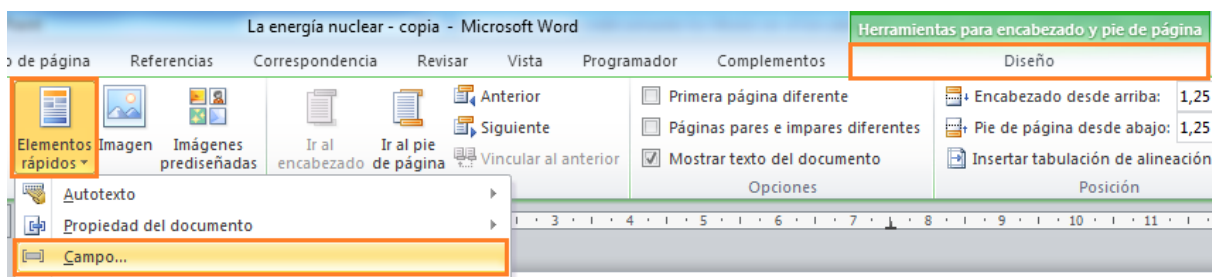 La energía nuclear - copia - Microsoft Word
Herramientas para encabezado y pie de página
o de página Referencias Correspondencia Revisar Vista Programador Complementos Diseño
Elementos rápidos
Imagen
Imágenes prediseñadas
Ir al encabezado
Ir al pie de página
Anterior
Siguiente
Vincular al anterior
Primera página diferente
Páginas pares e impares diferentes
Mostrar texto del documento
Opciones
Encabezado desde arriba: 1,25
Pie de página desde abajo: 1,25
Insertar tabulación de alineación
Posición
Autotexto
Propiedad del documento
Campo...
3 4 5 6 7 8 9 10 11